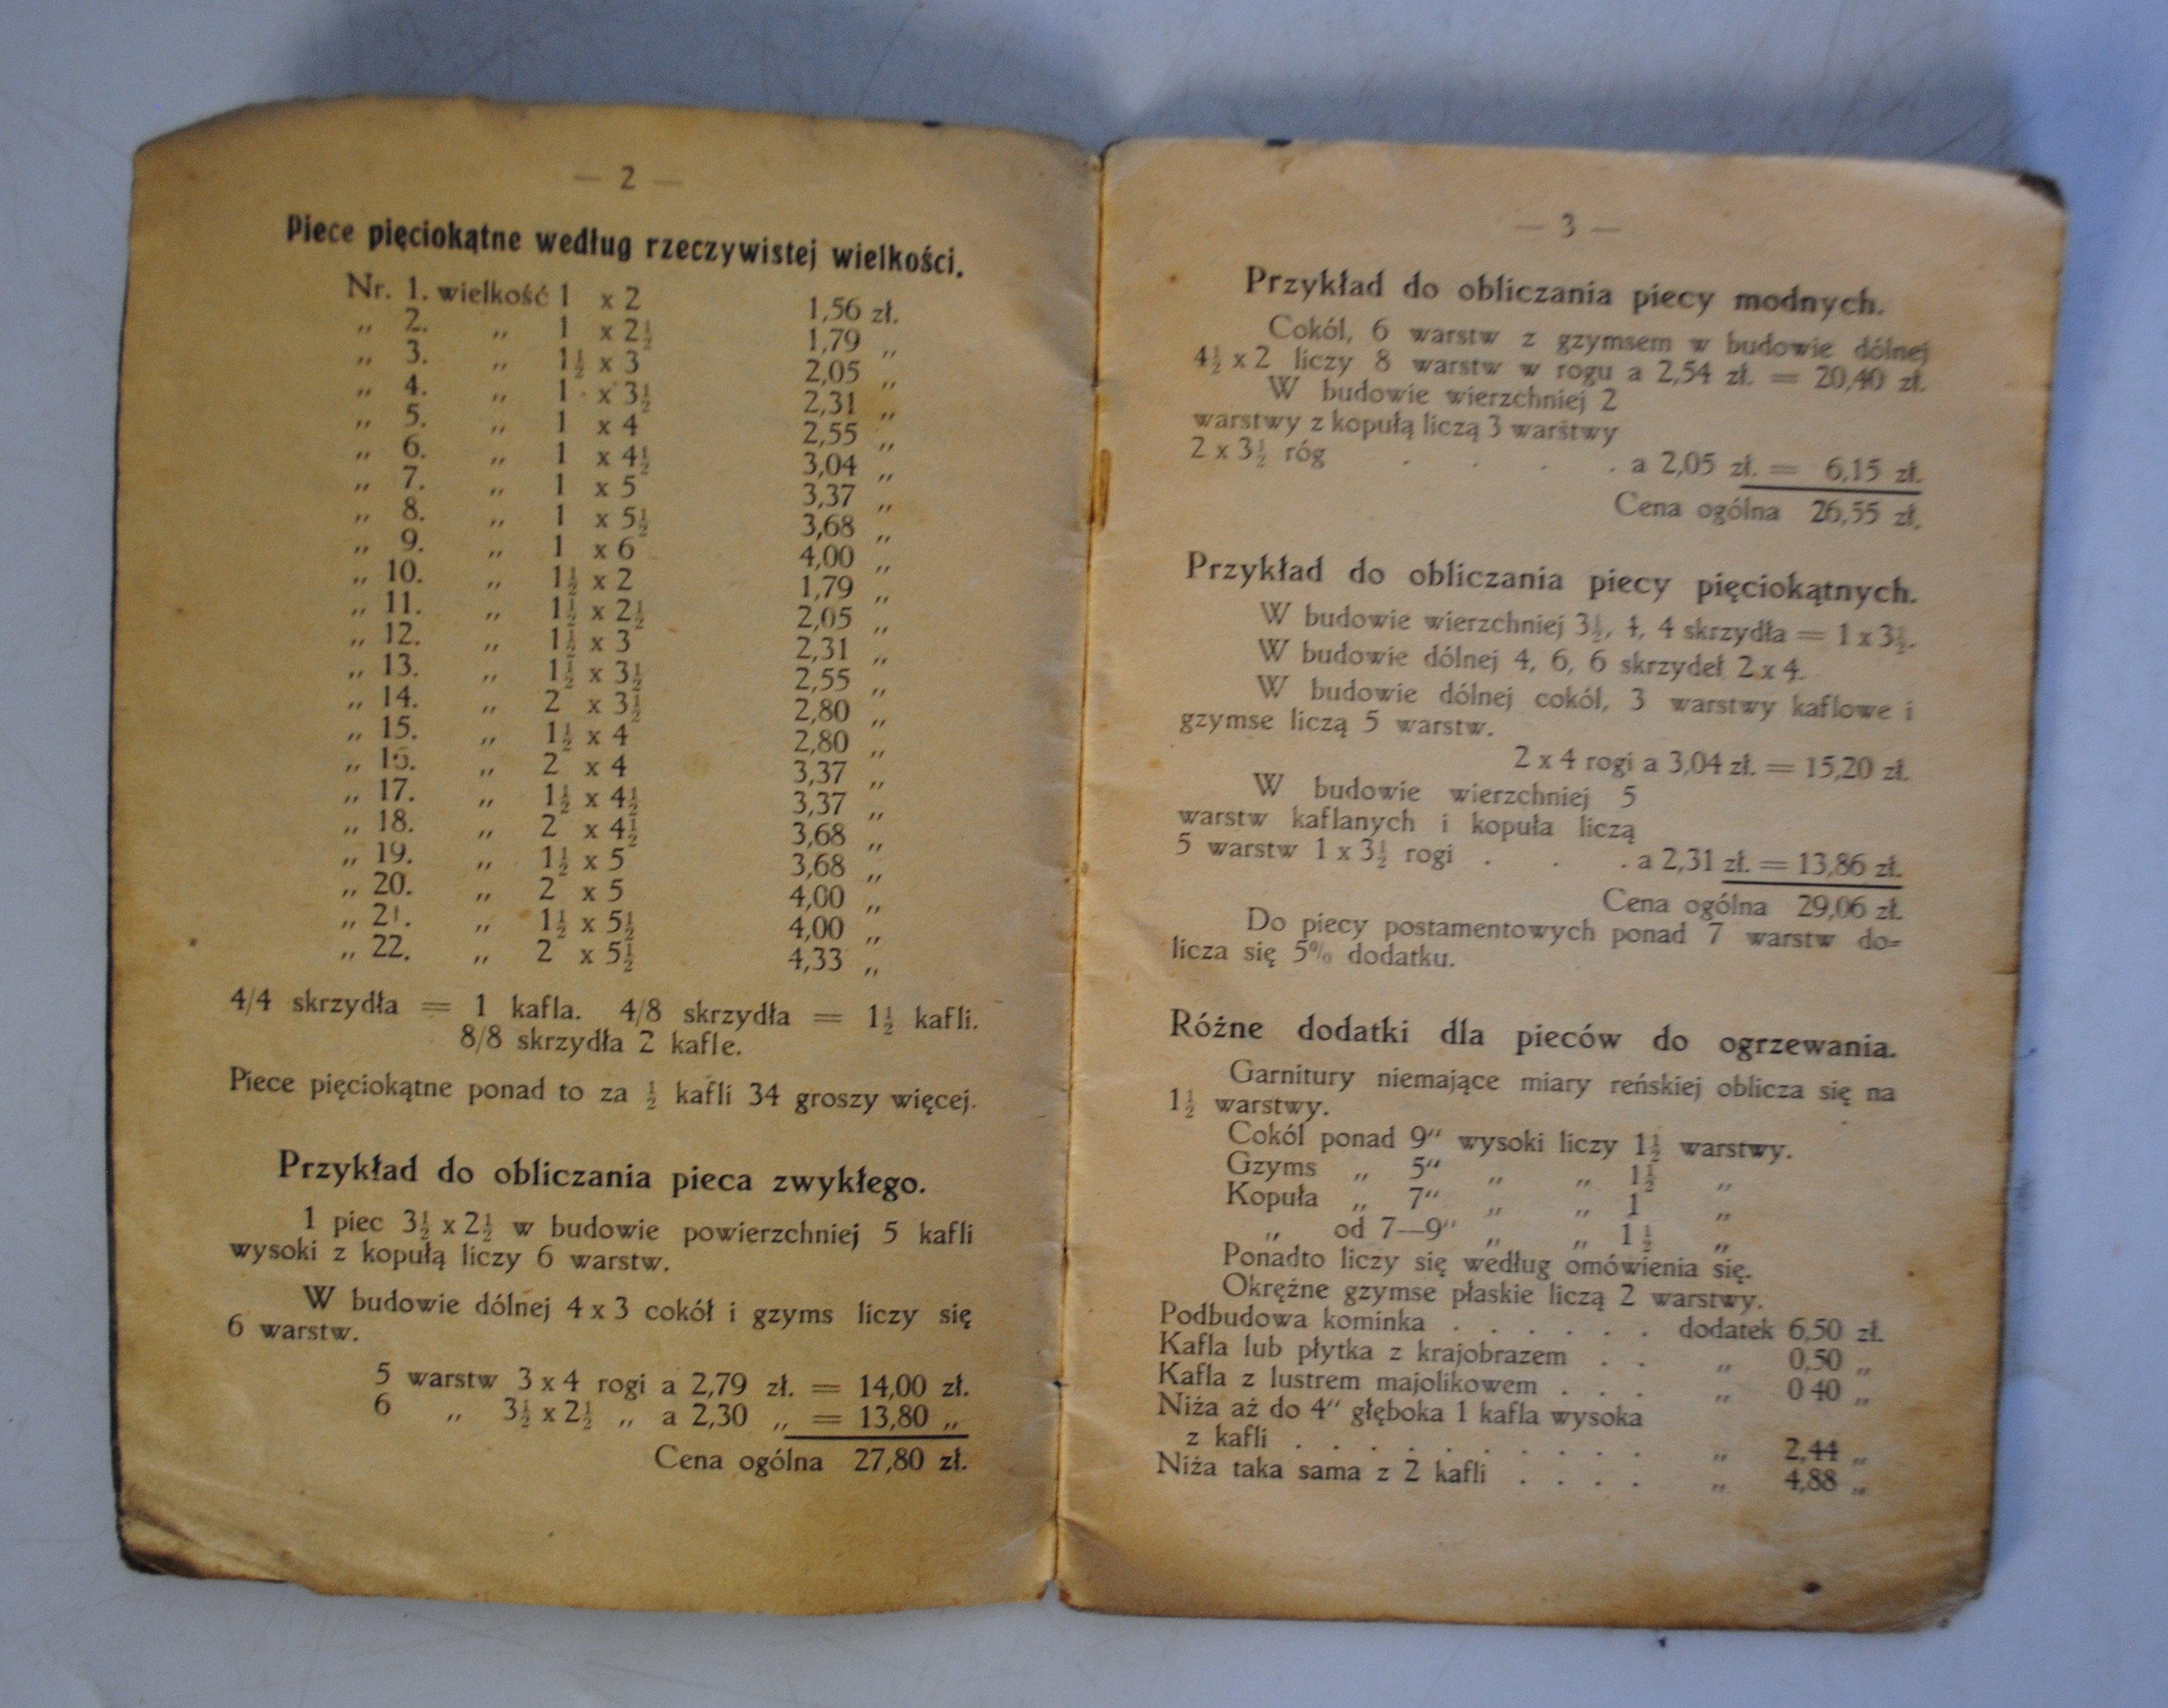 — 2 —
Piece pięciokątne według rzeczywistej wielkości.
Nr. 1. wielkość 1 x 2 1,56 zł.
„ 2. „ 1 x 2½ 1,79 „
„ 3. „ 1½ x 3 2,05 „
„ 4. „ 1 x 3½ 2,31 „
„ 5. „ 1 x 4 2,55 „
„ 6. „ 1 x 4½ 3,04 „
„ 7. „ 1 x 5 3,37 „
„ 8. „ 1 x 5½ 3,68 „
„ 9. „ 1 x 6 4,00 „
„ 10. „ 1½ x 2 1,79 „
„ 11. „ 1½ x 2½ 2,05 „
„ 12. „ 1½ x 3 2,31 „
„ 13. „ 1½ x 3½ 2,55 „
„ 14. „ 2 x 3½ 2,80 „
„ 15. „ 1½ x 4 2,80 „
„ 16. „ 2 x 4 3,37 „
„ 17. „ 1½ x 4½ 3,37 „
„ 18. „ 2 x 4½ 3,68 „
„ 19. „ 1½ x 5 3,68 „
„ 20. „ 2 x 5 4,00 „
„ 21. „ 1½ x 5½ 4,00 „
„ 22. „ 2 x 5½ 4,33 „
4/4 skrzydła = 1 kafla. 4/8 skrzydła = 1½ kafli.
8/8 skrzydła 2 kafle.
Piece pięciokątne ponad to za ½ kafli 34 groszy więcej.
Przykład do obliczania pieca zwykłego.
1 piec 3½ x 2½ w budowie powierzchniej 5 kafli
wysoki z kopułą liczy 6 warstw.
W budowie dólnej 4 x 3 cokół i gzyms liczy się
6 warstw.
5 warstw 3 x 4 rogi a 2,79 zł. = 14,00 zł.
6 „ 3½ x 2½ „ a 2,30 „ = 13,80 „
Cena ogólna 27,80 zł.
— 3 —
Przykład do obliczania piecy modnych.
Cokól, 6 warstw z gzymsem w budowie dólnej
4½ x 2 liczy 8 warstw w rogu a 2,54 zł. = 20,40 zł.
W budowie wierzchniej 2
warstwy z kopułą liczą 3 warstwy
2 x 3½ róg . . . . a 2,05 zł. = 6,15 zł.
Cena ogólna 26,55 zł.
Przykład do obliczania piecy pięciokątnych.
W budowie wierzchniej 3½, 4, 4 skrzydła = 1 x 3½.
W budowie dólnej 4, 6, 6 skrzydeł 2 x 4.
W budowie dólnej cokól, 3 warstwy kaflowe i
gzymse liczą 5 warstw.
2 x 4 rogi a 3,04 zł. = 15,20 zł.
W budowie wierzchniej 5
warstw kaflanych i kopuła liczą
5 warstw 1 x 3½ rogi . . . a 2,31 zł. = 13,86 zł.
Cena ogólna 29,06 zł.
Do piecy postamentowych ponad 7 warstw do=
licza się 5% dodatku.
Różne dodatki dla pieców do ogrzewania.
Garnitury niemające miary reńskiej oblicza się na
1½ warstwy.
Cokól ponad 9" wysoki liczy 1½ warstwy.
Gzyms „ 5" „ „ 1½ „
Kopuła „ 7" „ „ 1 „
„ od 7—9" „ „ 1½ „
Ponadto liczy się według omówienia się.
Okrężne gzymse płaskie liczą 2 warstwy.
Podbudowa kominka . . . . . . dodatek 6,50 zł.
Kafla lub płytka z krajobrazem . . „ 0,50 „
Kafla z lustrem majolikowem . . . „ 0 40 „
Niża aż do 4" głęboka 1 kafla wysoka
z kafli . . . . . . . . . . „ 2,44 „
Niża taka sama z 2 kafli . . . . „ 4,88 „